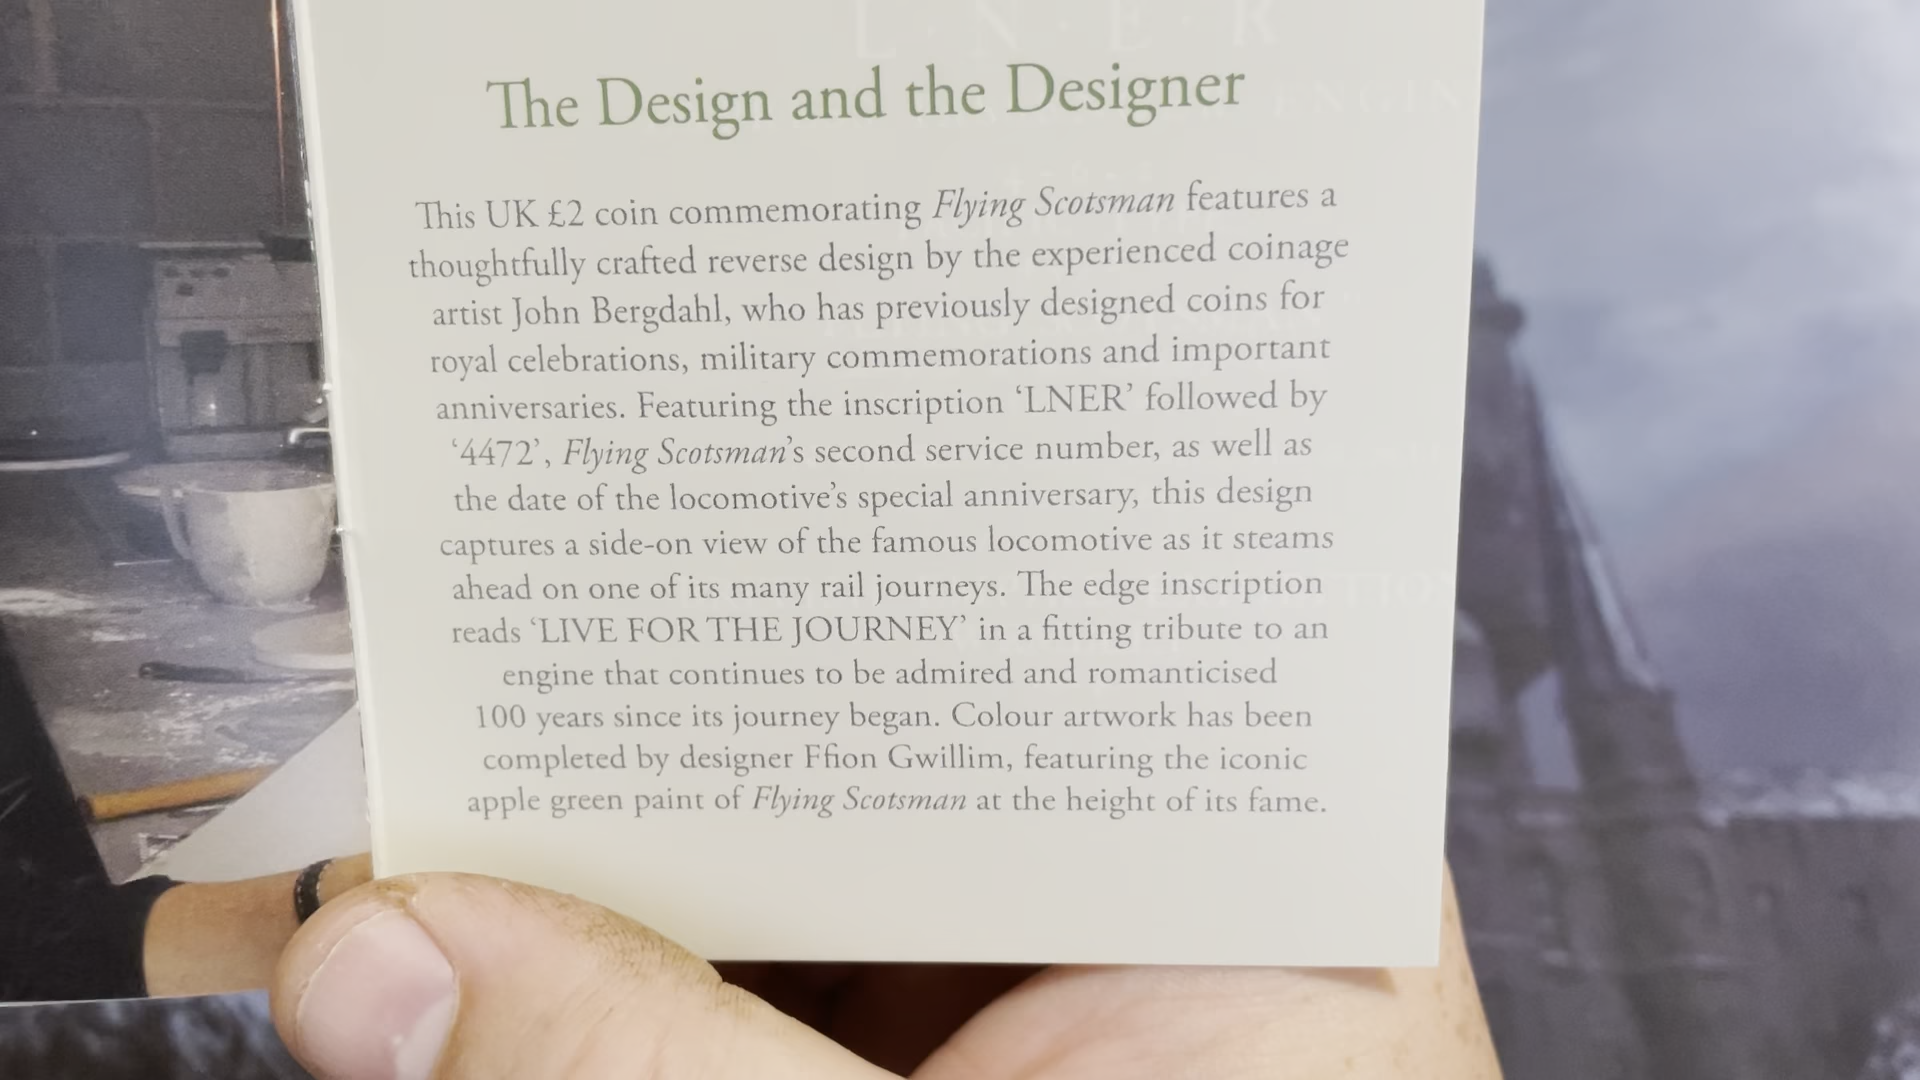 L·N·E·R
The Design and the Designer
This UK £2 coin commemorating Flying Scotsman features a
thoughtfully crafted reverse design by the experienced coinage
artist John Bergdahl, who has previously designed coins for
royal celebrations, military commemorations and important
anniversaries. Featuring the inscription ‘LNER’ followed by
‘4472’, Flying Scotsman’s second service number, as well as
the date of the locomotive’s special anniversary, this design
captures a side-on view of the famous locomotive as it steams
ahead on one of its many rail journeys. The edge inscription
reads ‘LIVE FOR THE JOURNEY’ in a fitting tribute to an
engine that continues to be admired and romanticised
100 years since its journey began. Colour artwork has been
completed by designer Ffion Gwillim, featuring the iconic
apple green paint of Flying Scotsman at the height of its fame.